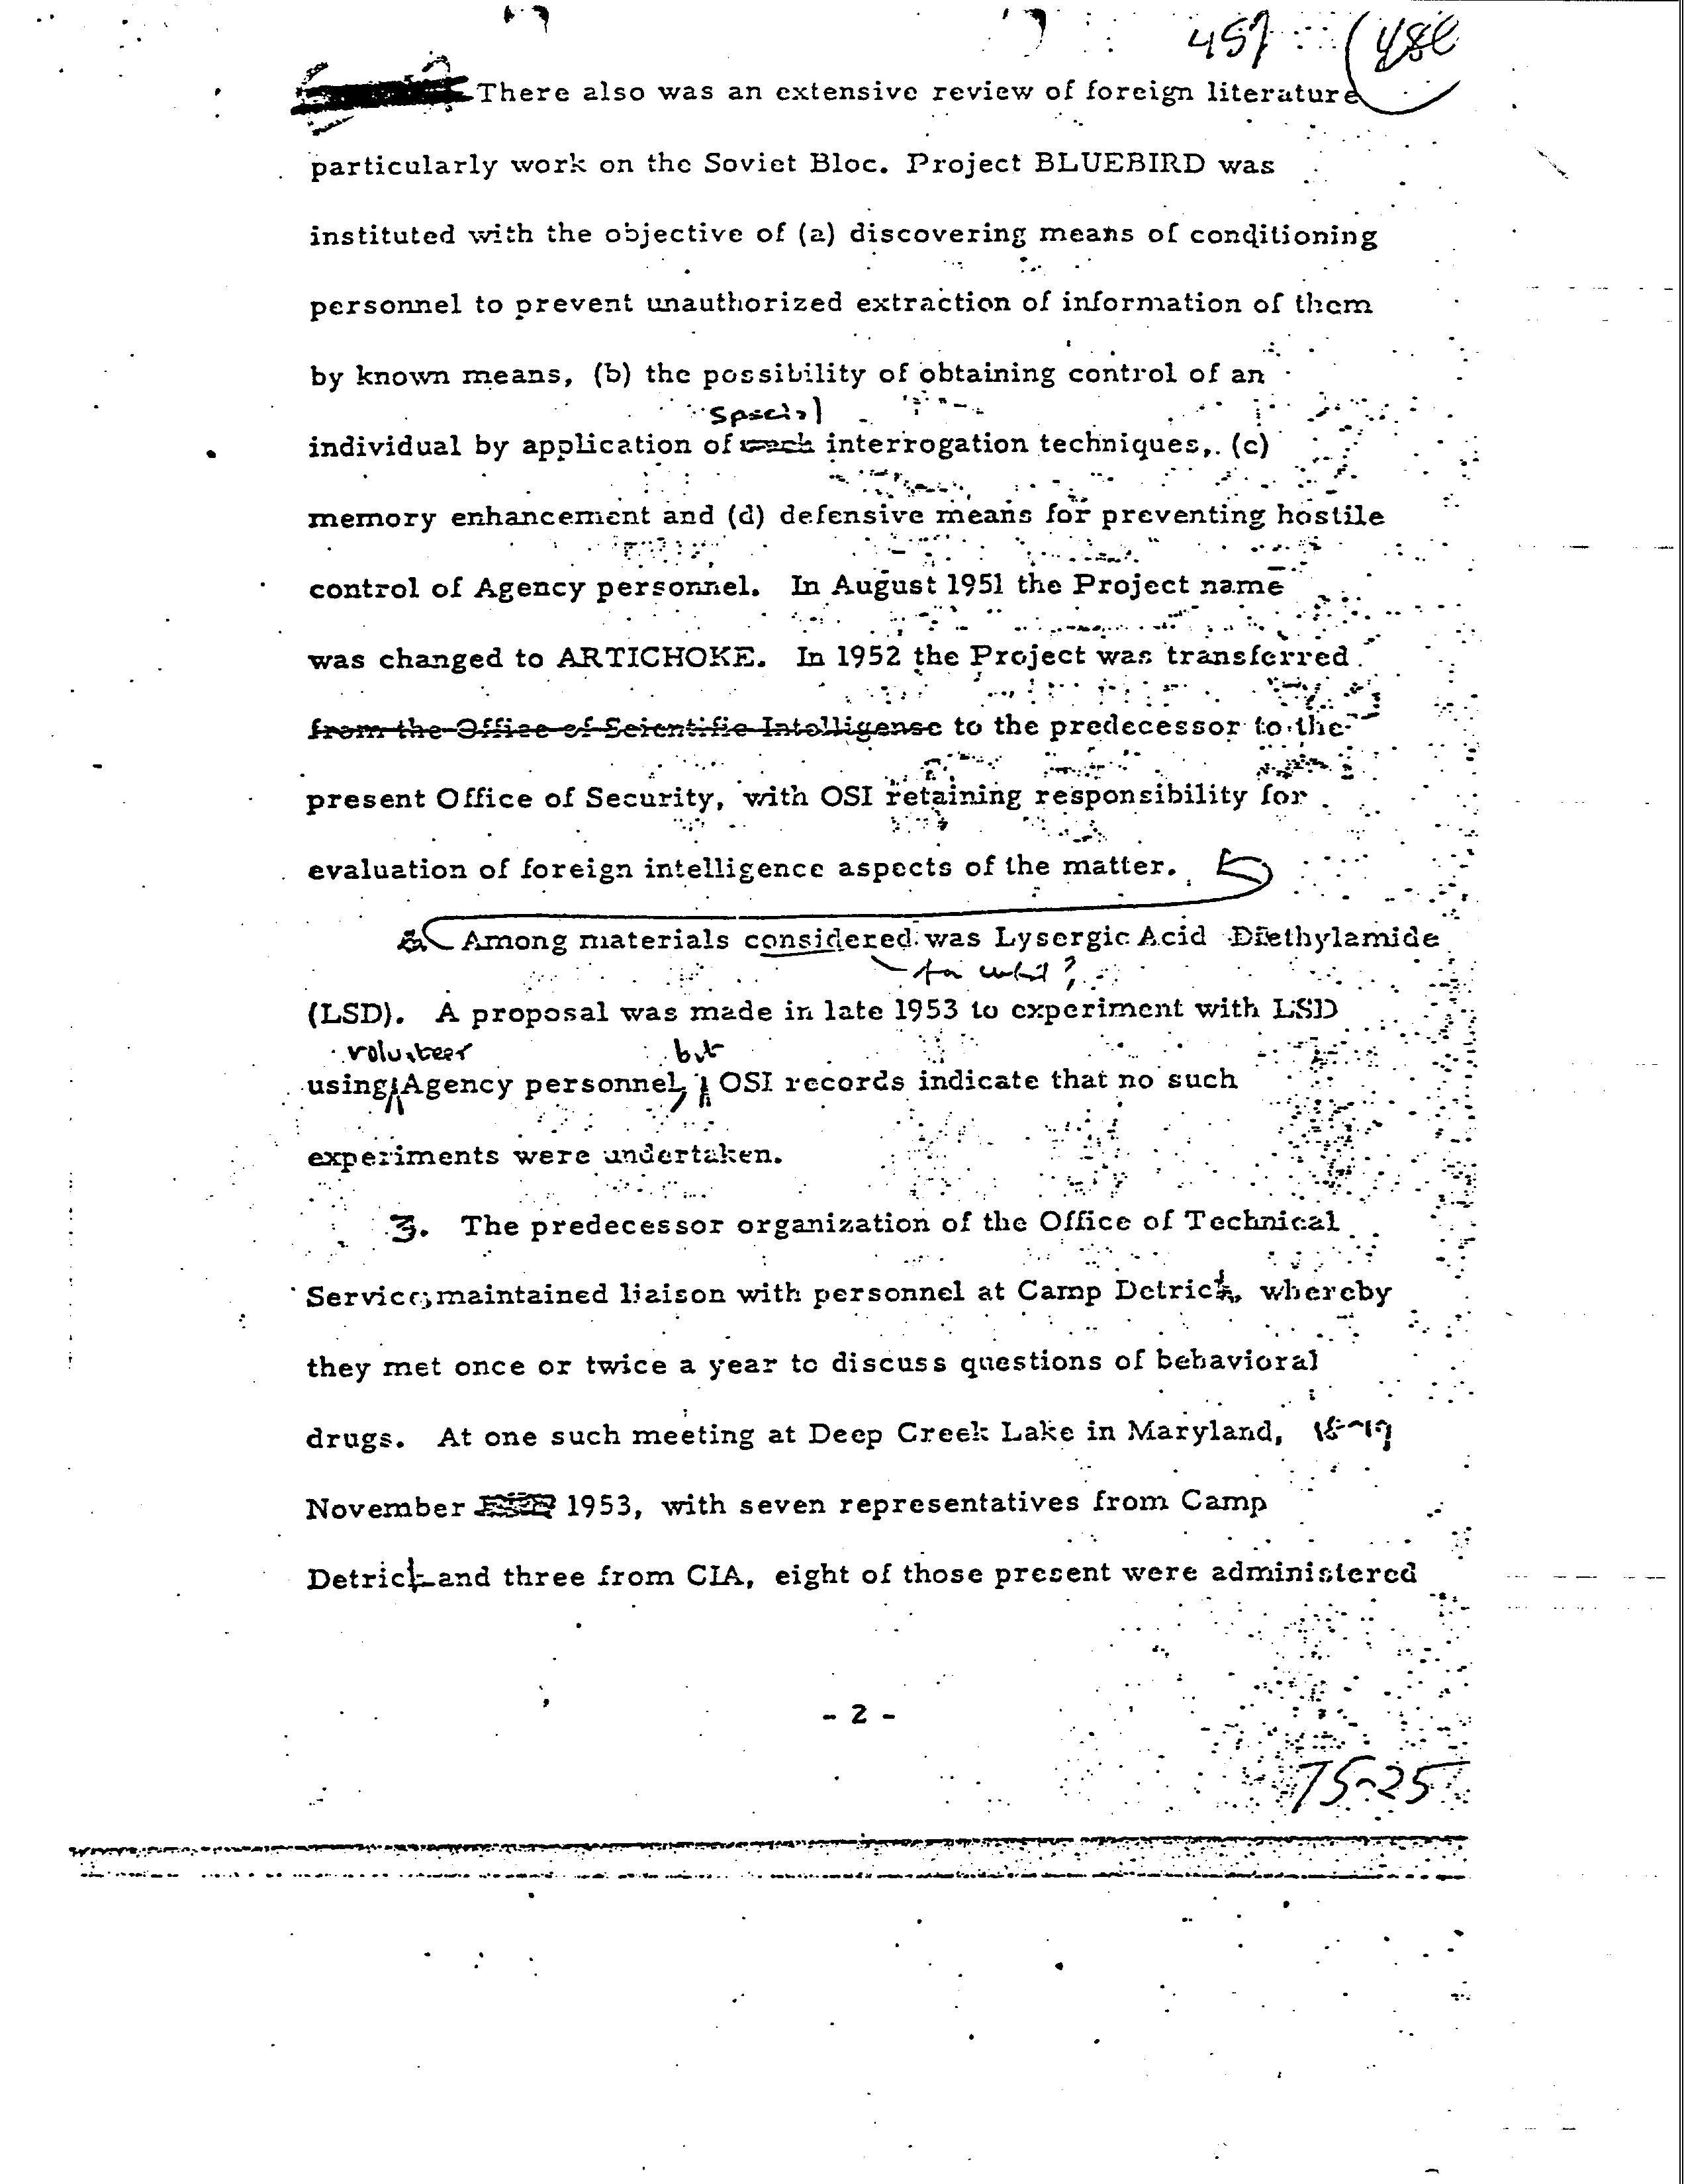 457 (486
There also was an extensive review of foreign literature
particularly work on the Soviet Bloc. Project BLUEBIRD was
instituted with the objective of (a) discovering means of conditioning
personnel to prevent unauthorized extraction of information of them
by known means, (b) the possibility of obtaining control of an
special
individual by application of such interrogation techniques, (c)
memory enhancement and (d) defensive means for preventing hostile
control of Agency personnel. In August 1951 the Project name
was changed to ARTICHOKE. In 1952 the Project was transferred
from the Office of Scientific Intelligence to the predecessor to the
present Office of Security, with OSI retaining responsibility for
evaluation of foreign intelligence aspects of the matter.
Among materials considered was Lysergic Acid Diethylamide
for what?
(LSD). A proposal was made in late 1953 to experiment with LSD
volunteer but
using Agency personnel, OSI records indicate that no such
experiments were undertaken.
3. The predecessor organization of the Office of Technical
Service maintained liaison with personnel at Camp Detrick, whereby
they met once or twice a year to discuss questions of behavioral
drugs. At one such meeting at Deep Creek Lake in Maryland, 18-19
November 1953, with seven representatives from Camp
Detrick and three from CIA, eight of those present were administered
- 2 -
75-25